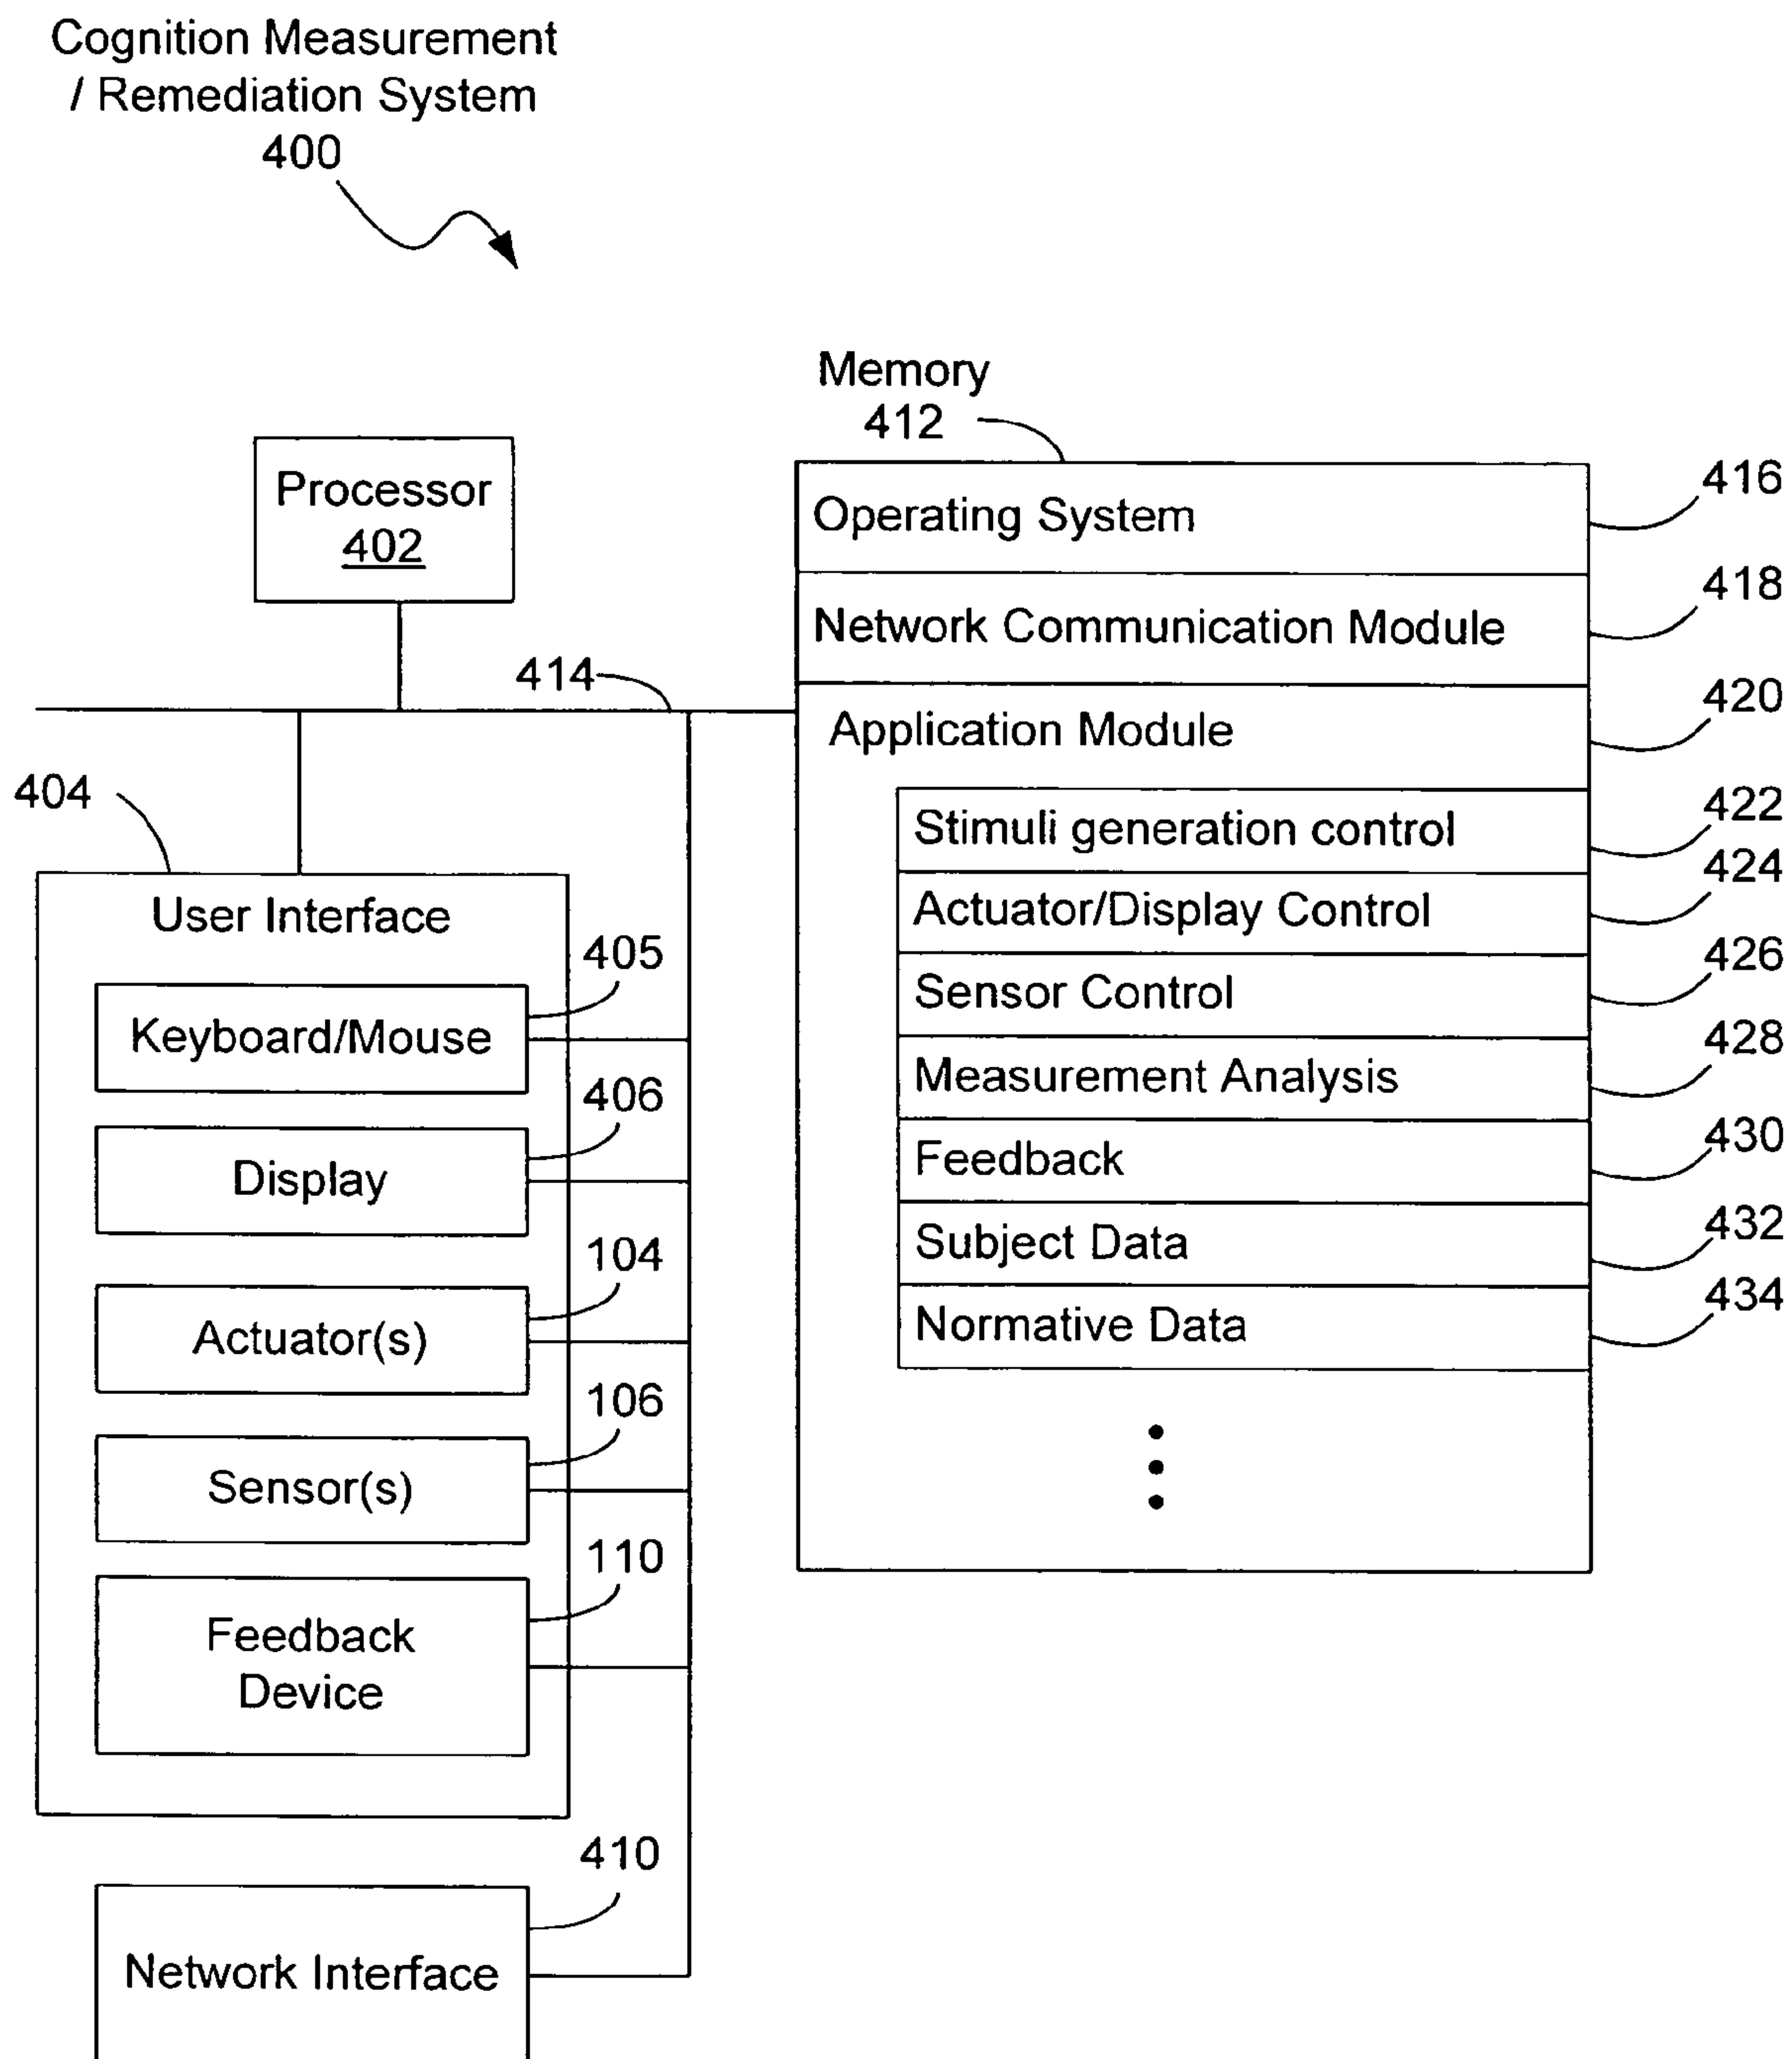 Cognition Measurement
/ Remediation System
400
Memory
412
Processor
402
414
Operating System
416
Network Communication Module
418
Application Module
420
Stimuli generation control
422
Actuator/Display Control
424
Sensor Control
426
Measurement Analysis
428
Feedback
430
Subject Data
432
Normative Data
434
404
User Interface
405
Keyboard/Mouse
406
Display
104
Actuator(s)
106
Sensor(s)
110
Feedback
Device
410
Network Interface